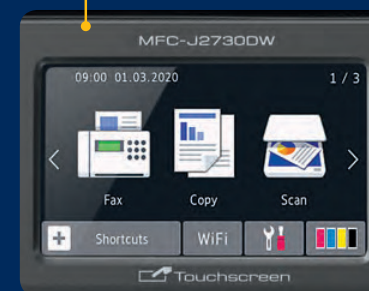 MFC-J2730DW
09:00 01.03.2020 1 / 3
Fax Copy Scan
Shortcuts WiFi
Touchscreen